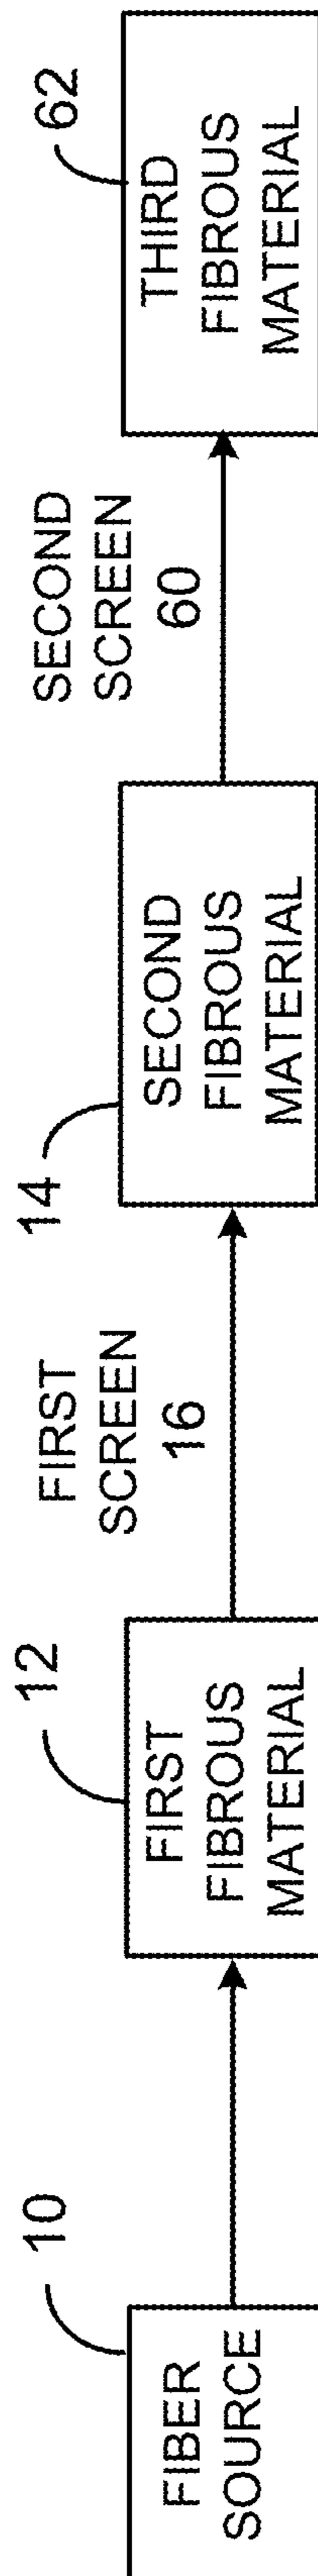 10
FIBER
SOURCE
12
FIRST
FIBROUS
MATERIAL
FIRST
SCREEN
16
14
SECOND
FIBROUS
MATERIAL
SECOND
SCREEN
60
62
THIRD
FIBROUS
MATERIAL